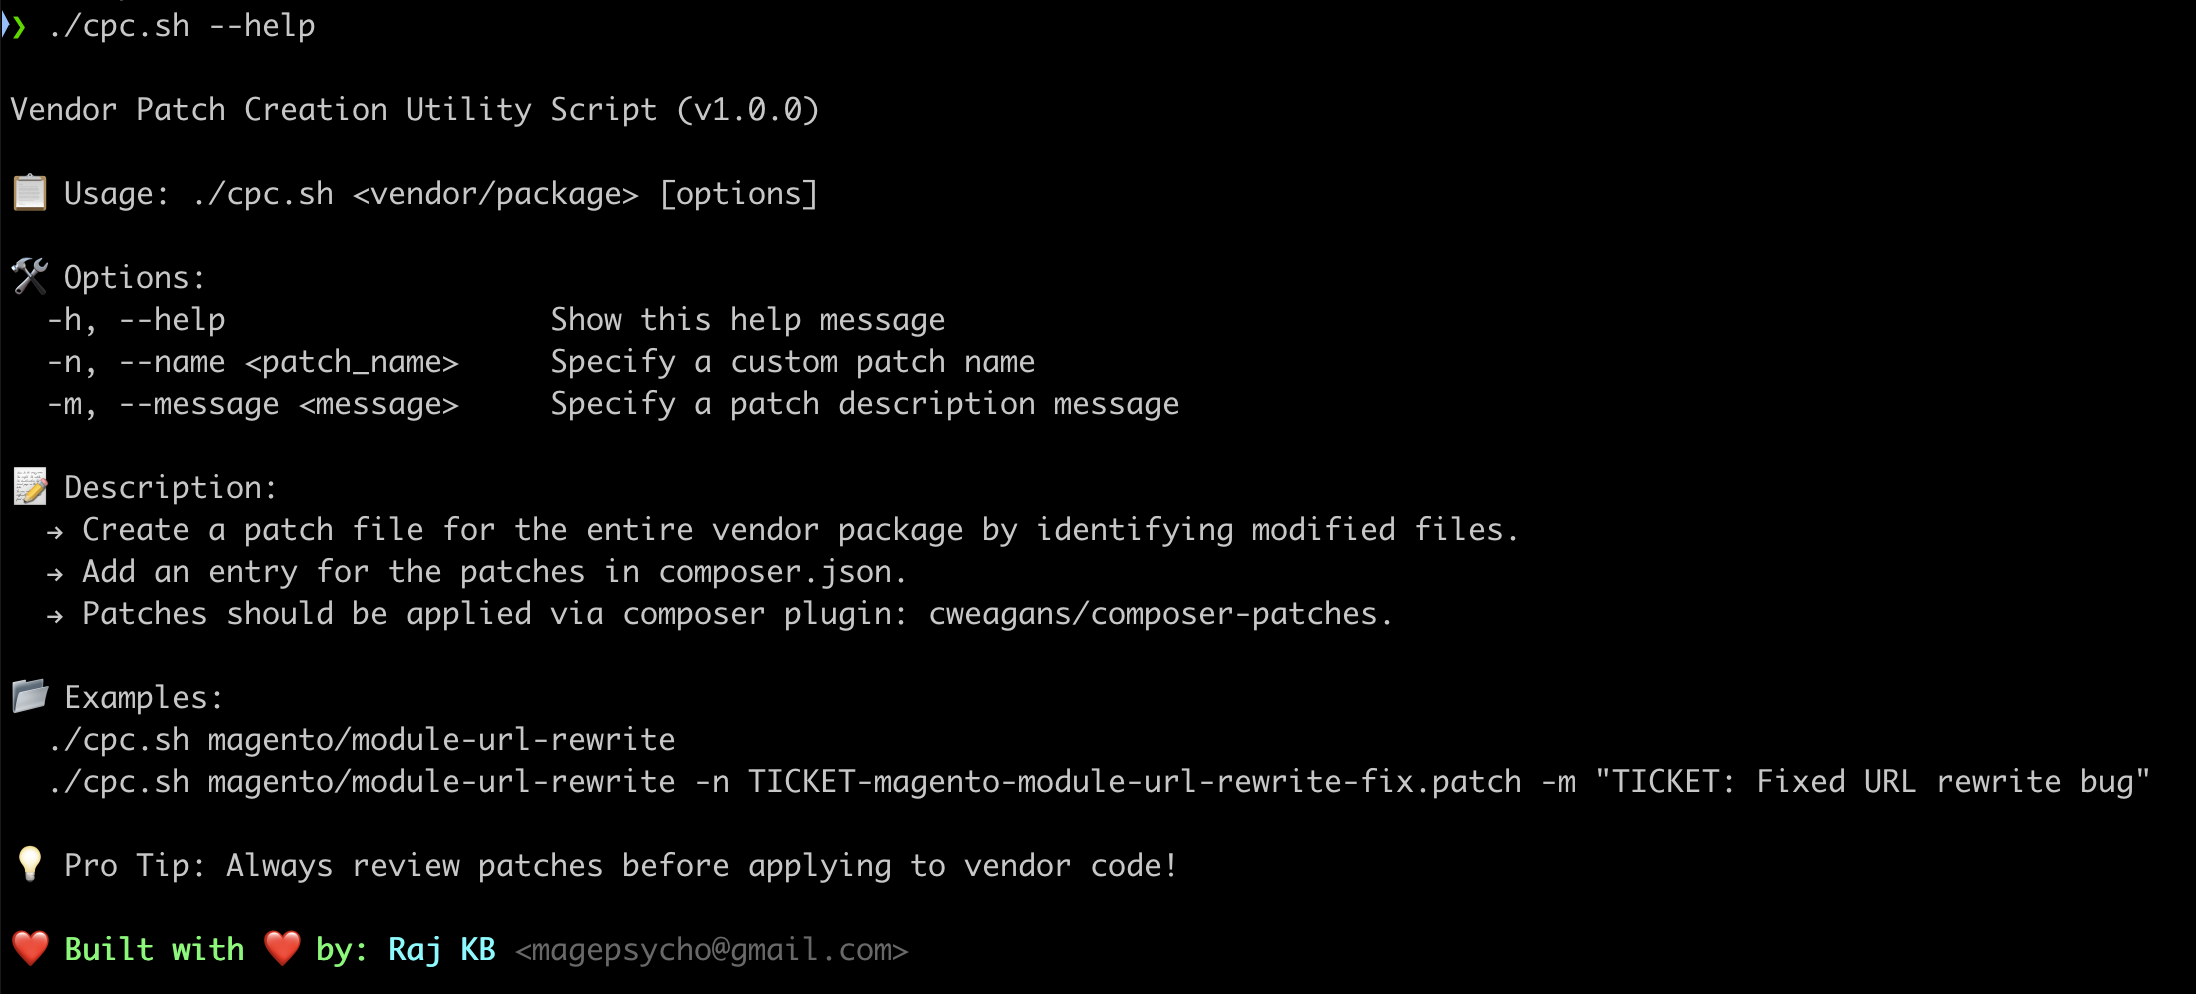 ❯ ./cpc.sh --help
Vendor Patch Creation Utility Script (v1.0.0)
📋 Usage: ./cpc.sh <vendor/package> [options]
🛠 Options:
-h, --help Show this help message
-n, --name <patch_name> Specify a custom patch name
-m, --message <message> Specify a patch description message
📝 Description:
→ Create a patch file for the entire vendor package by identifying modified files.
→ Add an entry for the patches in composer.json.
→ Patches should be applied via composer plugin: cweagans/composer-patches.
📂 Examples:
./cpc.sh magento/module-url-rewrite
./cpc.sh magento/module-url-rewrite -n TICKET-magento-module-url-rewrite-fix.patch -m "TICKET: Fixed URL rewrite bug"
💡 Pro Tip: Always review patches before applying to vendor code!
❤️ Built with ❤️ by: Raj KB <magepsycho@gmail.com>